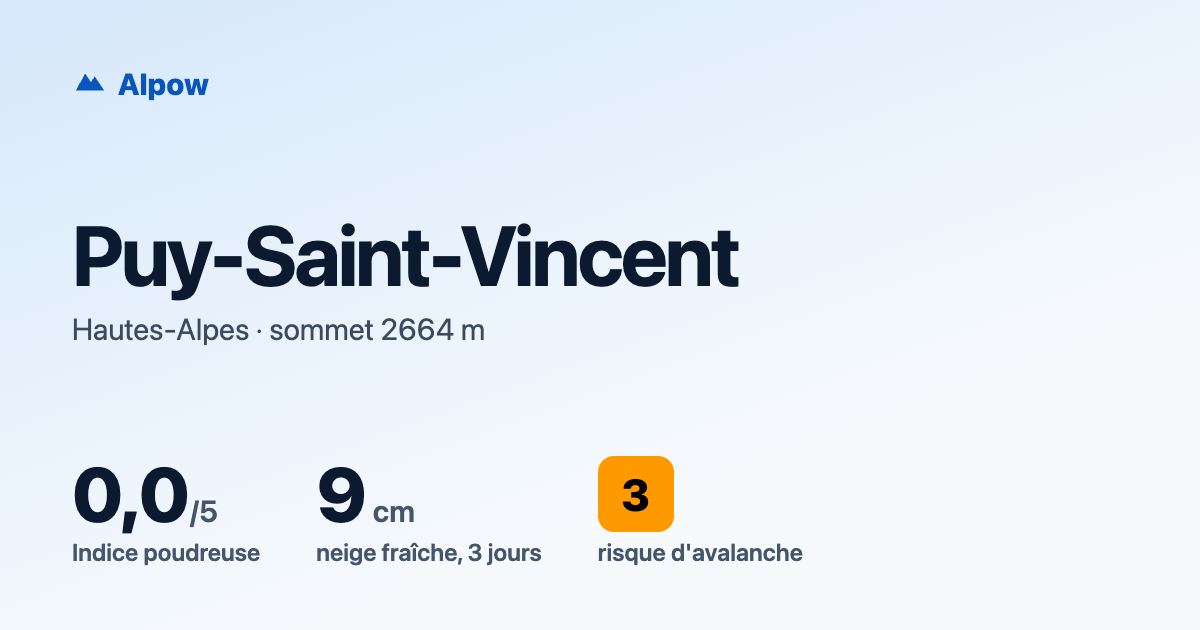 Alpow
Puy-Saint-Vincent
Hautes-Alpes · sommet 2664 m
0,0/5
Indice poudreuse
9 cm
neige fraîche, 3 jours
3
risque d'avalanche